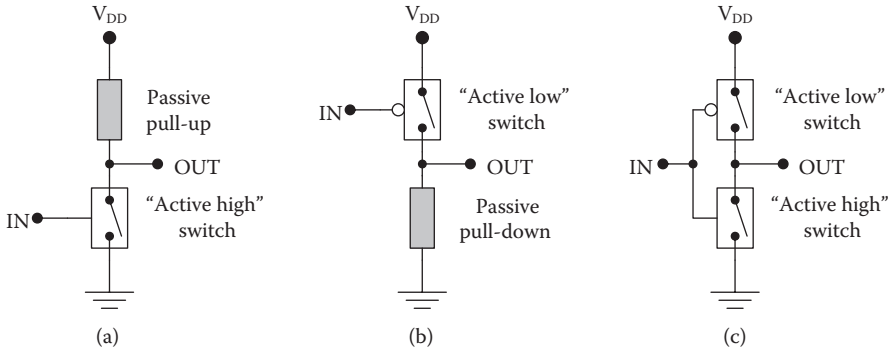 V_DD
Passive
pull-up
OUT
IN
“Active high”
switch
(a)
V_DD
IN
“Active low”
switch
OUT
Passive
pull-down
(b)
V_DD
“Active low”
switch
IN
OUT
“Active high”
switch
(c)